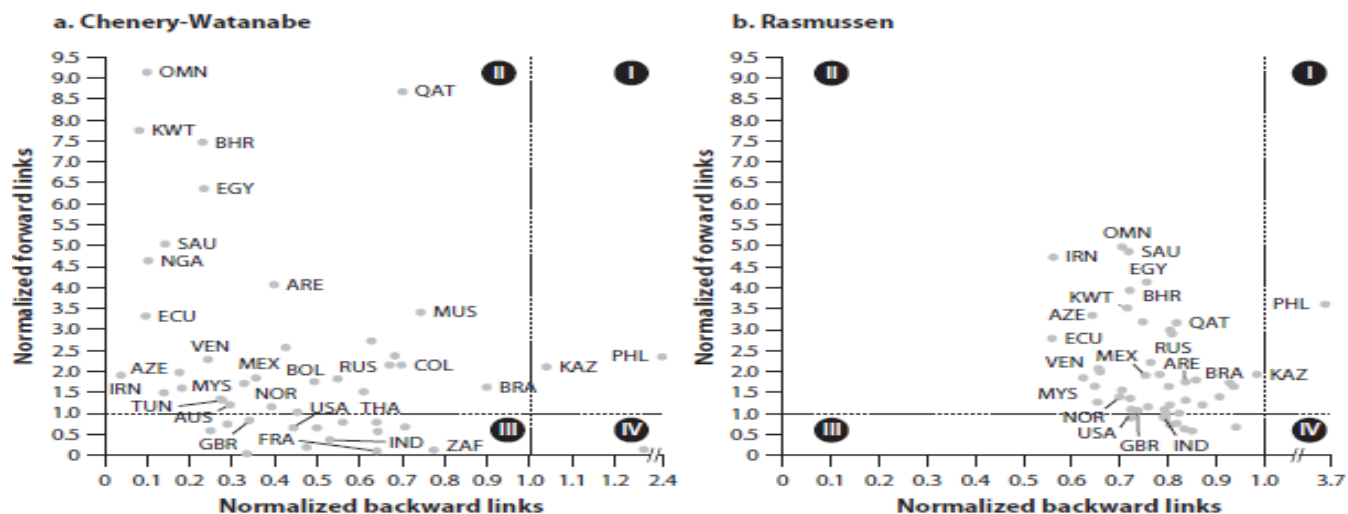 a. Chenery-Watanabe
Normalized forward links
9.5
9.0
8.5
8.0
7.5
7.0
6.5
6.0
5.5
5.0
4.5
4.0
3.5
3.0
2.5
2.0
1.5
1.0
0.5
0
OMN
II
I
QAT
KWT
BHR
EGY
SAU
NGA
ARE
MUS
ECU
VEN
PHL
AZE
MEX
BOL
RUS
COL
KAZ
IRN
MYS
BRA
TUN
NOR
AUS
USA
THA
III
IV
GBR
FRA
IND
ZAF
0 0.1 0.2 0.3 0.4 0.5 0.6 0.7 0.8 0.9 1.0 1.1 1.2 2.4
Normalized backward links
b. Rasmussen
Normalized forward links
9.5
9.0
8.5
8.0
7.5
7.0
6.5
6.0
5.5
5.0
4.5
4.0
3.5
3.0
2.5
2.0
1.5
1.0
0.5
0
II
I
OMN
IRN
SAU
EGY
KWT
BHR
PHL
AZE
QAT
ECU
RUS
VEN
MEX
ARE
BRA
KAZ
MYS
NOR
III
IV
USA
GBR
IND
0 0.1 0.2 0.3 0.4 0.5 0.6 0.7 0.8 0.9 1.0 3.7
Normalized backward links